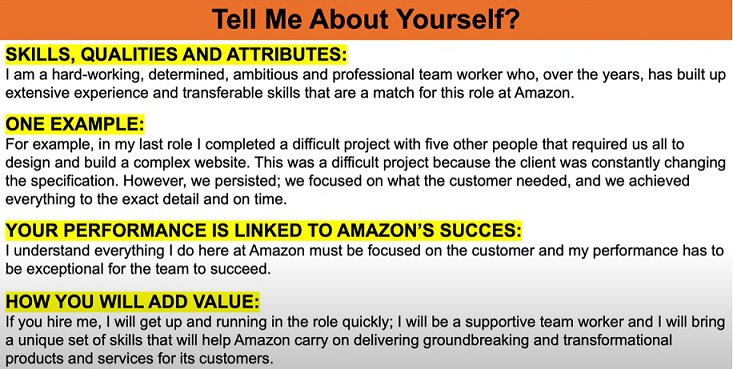 Tell Me About Yourself?
SKILLS, QUALITIES AND ATTRIBUTES:
I am a hard-working, determined, ambitious and professional team worker who, over the years, has built up
extensive experience and transferable skills that are a match for this role at Amazon.
ONE EXAMPLE:
For example, in my last role I completed a difficult project with five other people that required us all to
design and build a complex website. This was a difficult project because the client was constantly changing
the specification. However, we persisted; we focused on what the customer needed, and we achieved
everything to the exact detail and on time.
YOUR PERFORMANCE IS LINKED TO AMAZON'S SUCCES:
I understand everything I do here at Amazon must be focused on the customer and my performance has to
be exceptional for the team to succeed.
HOW YOU WILL ADD VALUE:
If you hire me, I will get up and running in the role quickly; I will be a supportive team worker and I will bring
a unique set of skills that will help Amazon carry on delivering groundbreaking and transformational
products and services for its customers.